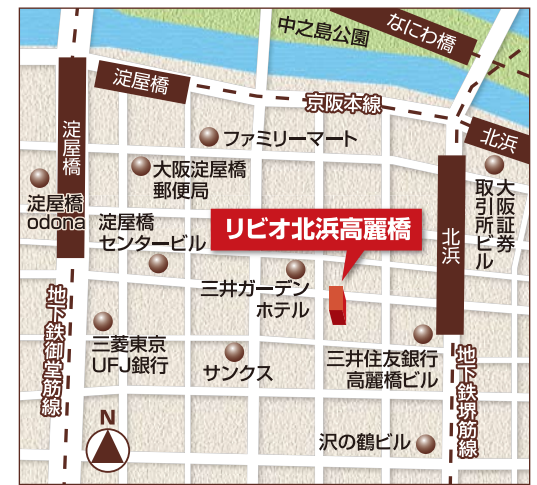 中之島公園
なにわ橋
淀屋橋
京阪本線
北浜
ファミリーマート
淀屋橋
大阪淀屋橋
郵便局
大阪証券
取引所ビル
淀屋橋
odona
淀屋橋
センタービル
リビオ北浜高麗橋
北浜
三井ガーデン
ホテル
地下鉄御堂筋線
三菱東京
UFJ銀行
サンクス
三井住友銀行
高麗橋ビル
地下鉄堺筋線
N
沢の鶴ビル